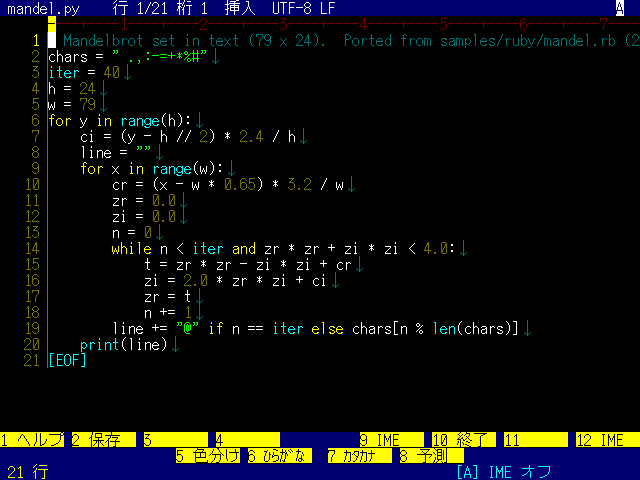 mandel.py 行 1/21 桁 1 挿入 UTF-8 LF A
1 2 3 4 5 6 7
1 Mandelbrot set in text (79 x 24). Ported from samples/ruby/mandel.rb (2
2 chars = " .,:-=+*%#"↓
3 iter = 40↓
4 h = 24↓
5 w = 79↓
6 for y in range(h):↓
7     ci = (y - h // 2) * 2.4 / h↓
8     line = ""↓
9     for x in range(w):↓
10         cr = (x - w * 0.65) * 3.2 / w↓
11         zr = 0.0↓
12         zi = 0.0↓
13         n = 0↓
14         while n < iter and zr * zr + zi * zi < 4.0:↓
15             t = zr * zr - zi * zi + cr↓
16             zi = 2.0 * zr * zi + ci↓
17             zr = t↓
18             n += 1↓
19         line += "@" if n == iter else chars[n % len(chars)]↓
20     print(line)↓
21 [EOF]
1 ヘルプ 2 保存 3 4 9 IME 10 終了 11 12 IME
5 色分け 6 ひらがな 7 カタカナ 8 予測
21 行 [A] IME オフ